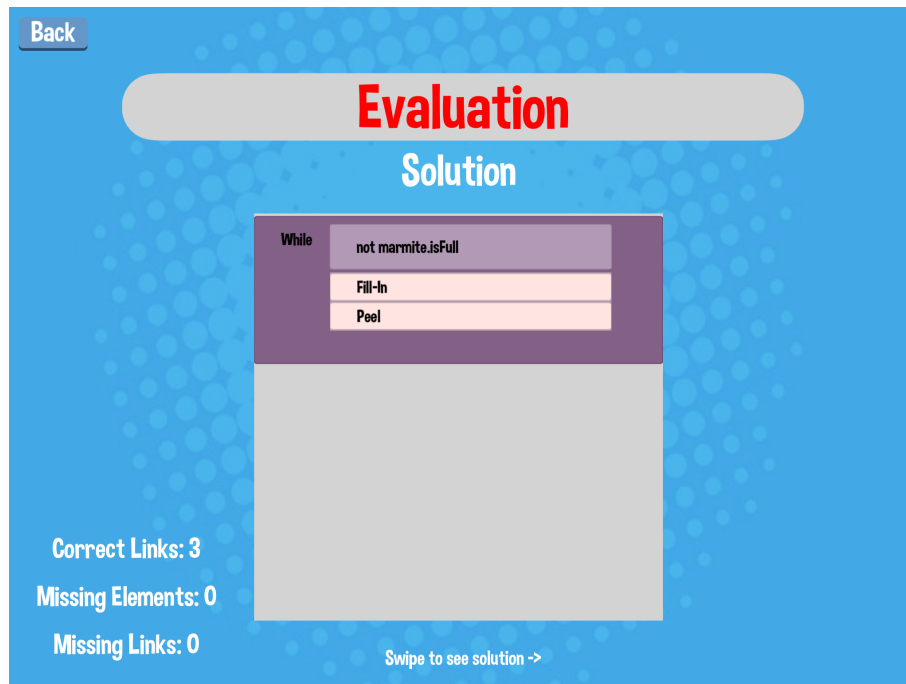 Back
Evaluation
Solution
While
not marmite.isFull
Fill-In
Peel
Correct Links: 3
Missing Elements: 0
Missing Links: 0
Swipe to see solution ->